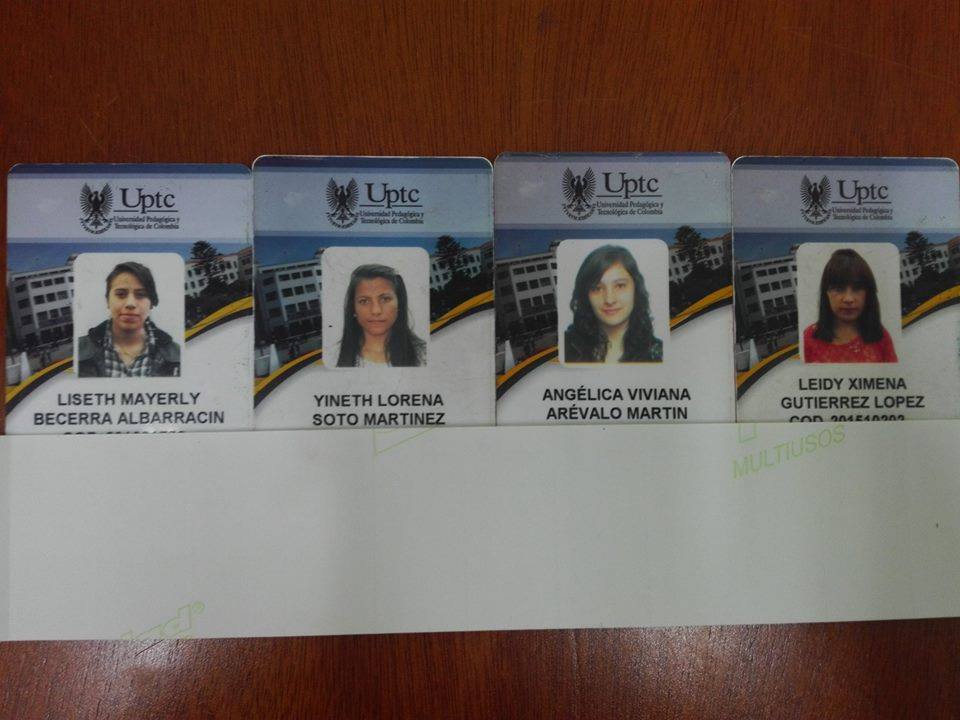 Uptc
Universidad Pedagógica y
Tecnológica de Colombia
LISETH MAYERLY
BECERRA ALBARRACIN
Uptc
Universidad Pedagógica y
Tecnológica de Colombia
YINETH LORENA
SOTO MARTINEZ
Uptc
Universidad Pedagógica y
Tecnológica de Colombia
ANGÉLICA VIVIANA
ARÉVALO MARTIN
Uptc
Universidad Pedagógica y
Tecnológica de Colombia
LEIDY XIMENA
GUTIERREZ LOPEZ
COD
MULTIUSOS